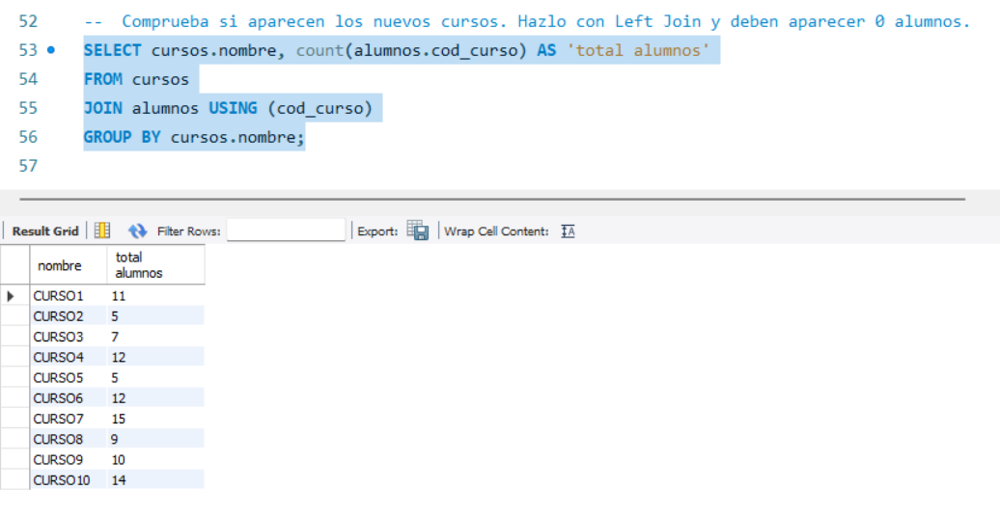 52 -- Comprueba si aparecen los nuevos cursos. Hazlo con Left Join y deben aparecer 0 alumnos.
53 SELECT cursos.nombre, count(alumnos.cod_curso) AS 'total alumnos'
54 FROM cursos
55 JOIN alumnos USING (cod_curso)
56 GROUP BY cursos.nombre;
57
Result Grid Filter Rows: Export: Wrap Cell Content: IA
nombre total alumnos
CURSO1 11
CURSO2 5
CURSO3 7
CURSO4 12
CURSO5 5
CURSO6 12
CURSO7 15
CURSO8 9
CURSO9 10
CURSO10 14